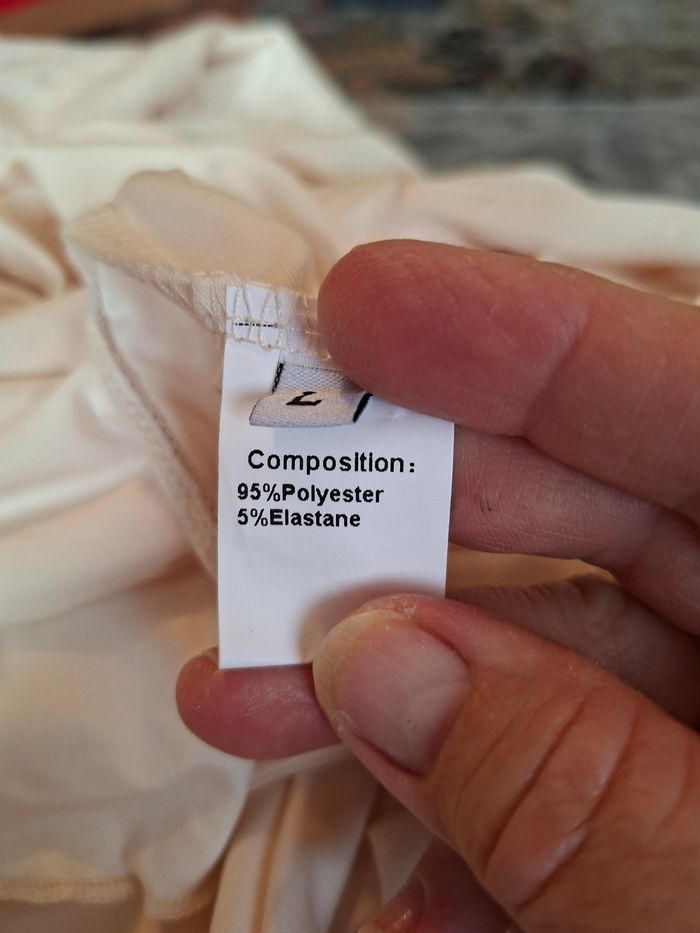 Composition：
95%Polyester
5%Elastane